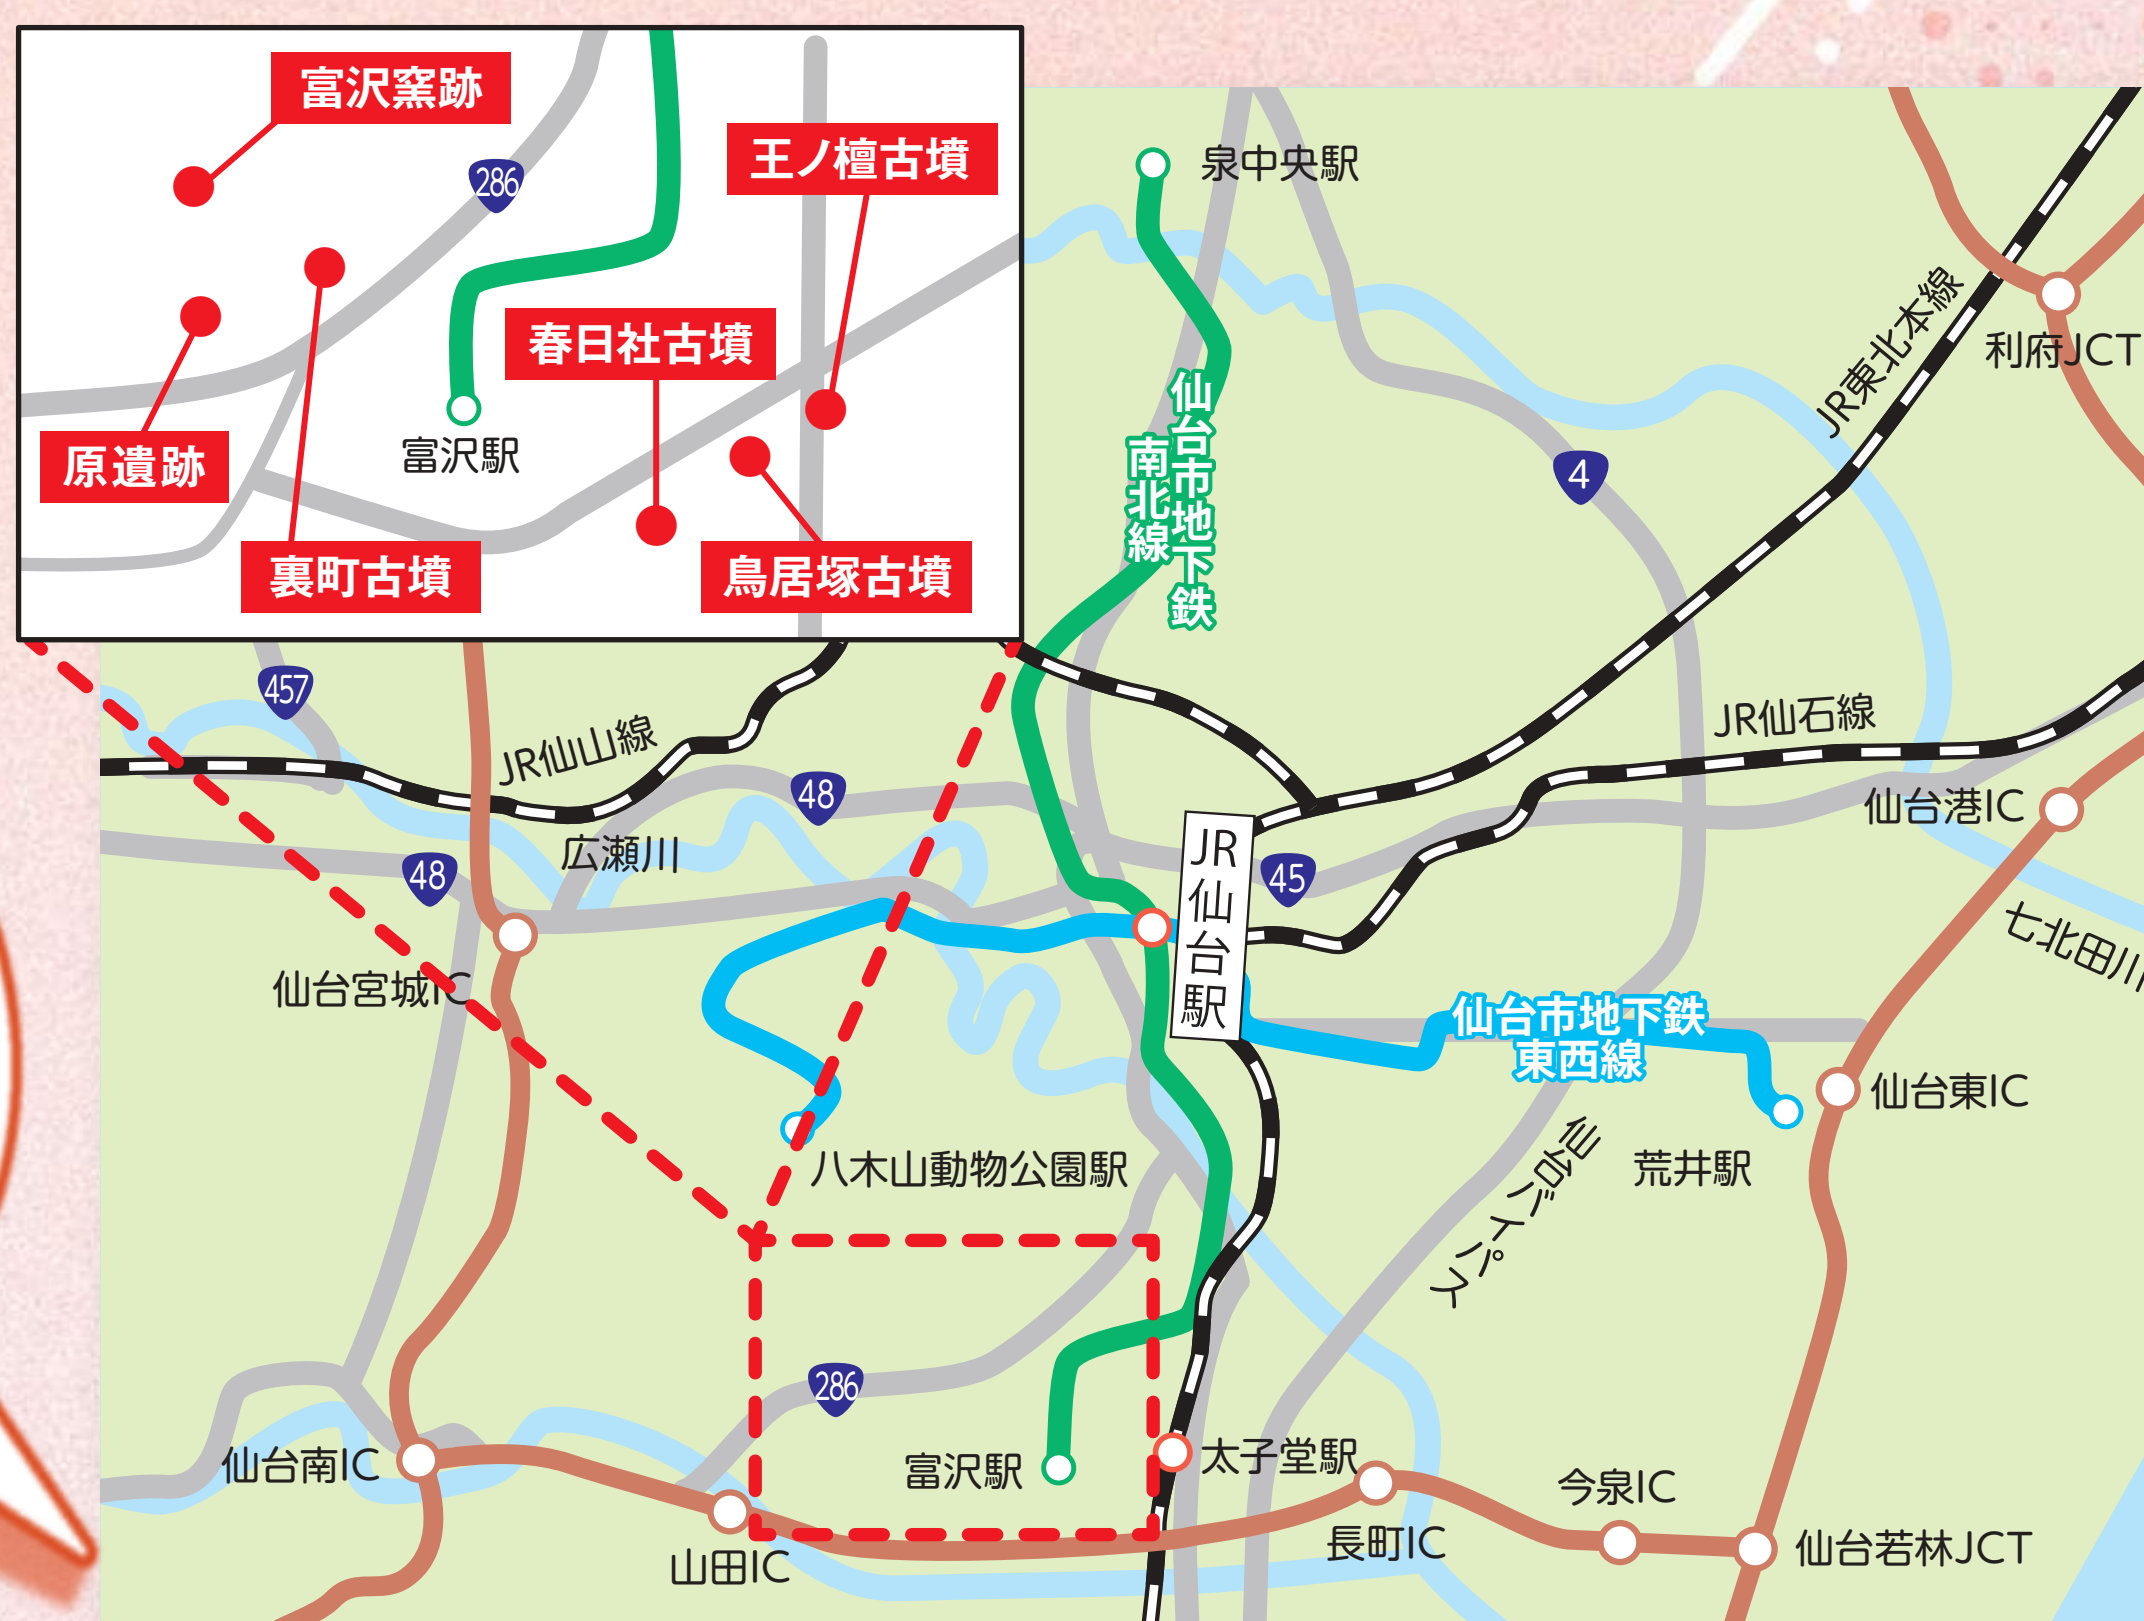 富沢窯跡
286
王ノ檀古墳
春日社古墳
原遺跡
富沢駅
裏町古墳
鳥居塚古墳
泉中央駅
仙台市地下鉄
南北線
JR東北本線
利府JCT
4
457
JR仙山線
48
JR仙石線
仙台港IC
広瀬川
48
45
JR仙台駅
七北田川
仙台宮城IC
仙台市地下鉄
東西線
仙台東IC
八木山動物公園駅
仙台バイパス
荒井駅
286
仙台南IC
富沢駅
太子堂駅
今泉IC
山田IC
長町IC
仙台若林JCT